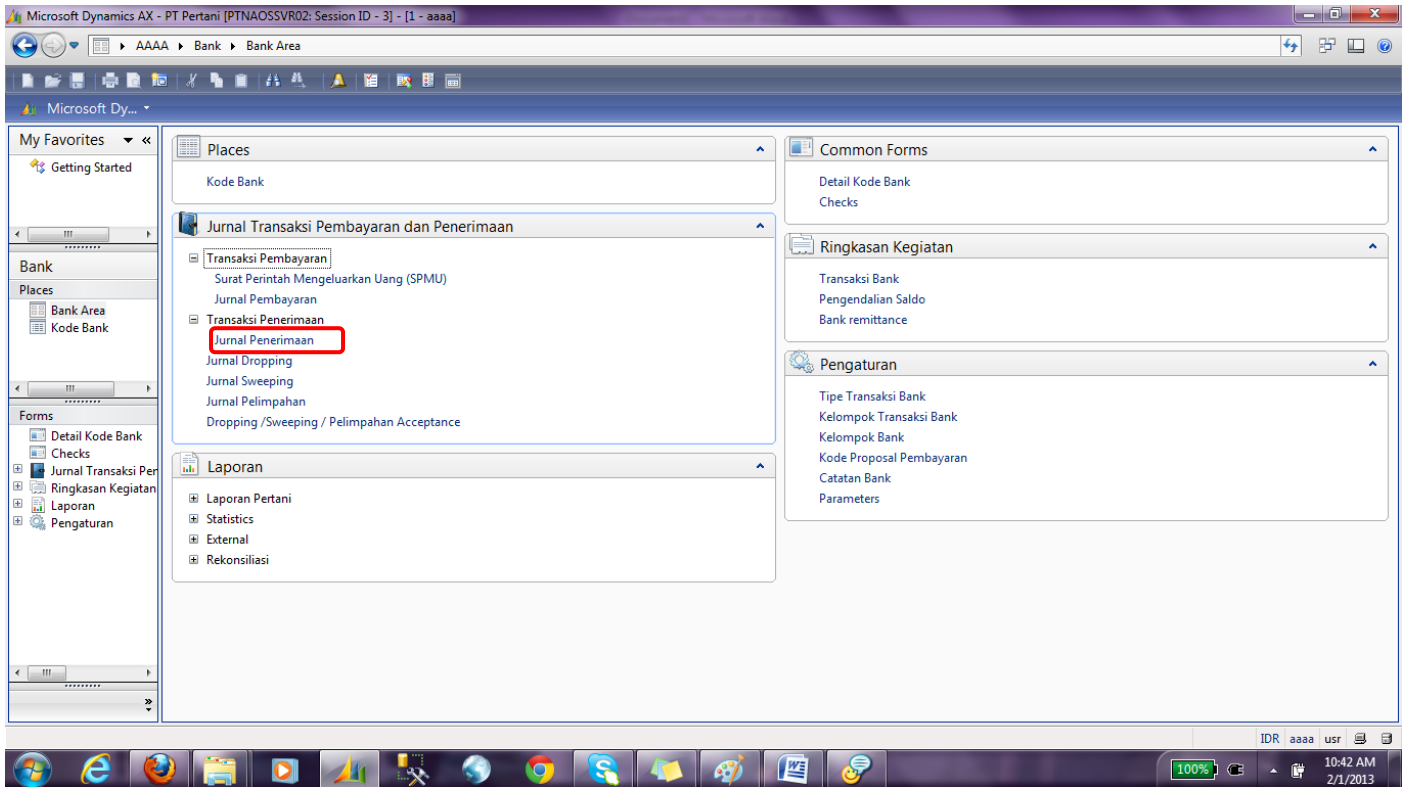 Microsoft Dynamics AX - PT Pertani [PTNAOSSVR02: Session ID - 3] - [1 - aaaa]
AAAA Bank Bank Area
Microsoft Dy...
My Favorites
Getting Started
Bank
Places
Bank Area
Kode Bank
Forms
Detail Kode Bank
Checks
Jurnal Transaksi Per
Ringkasan Kegiatan
Laporan
Pengaturan
Places
Kode Bank
Jurnal Transaksi Pembayaran dan Penerimaan
Transaksi Pembayaran
Surat Perintah Mengeluarkan Uang (SPMU)
Jurnal Pembayaran
Transaksi Penerimaan
Jurnal Penerimaan
Jurnal Dropping
Jurnal Sweeping
Jurnal Pelimpahan
Dropping /Sweeping / Pelimpahan Acceptance
Laporan
Laporan Pertani
Statistics
External
Rekonsiliasi
Common Forms
Detail Kode Bank
Checks
Ringkasan Kegiatan
Transaksi Bank
Pengendalian Saldo
Bank remittance
Pengaturan
Tipe Transaksi Bank
Kelompok Transaksi Bank
Kelompok Bank
Kode Proposal Pembayaran
Catatan Bank
Parameters
IDR aaaa usr
100%
10:42 AM
2/1/2013